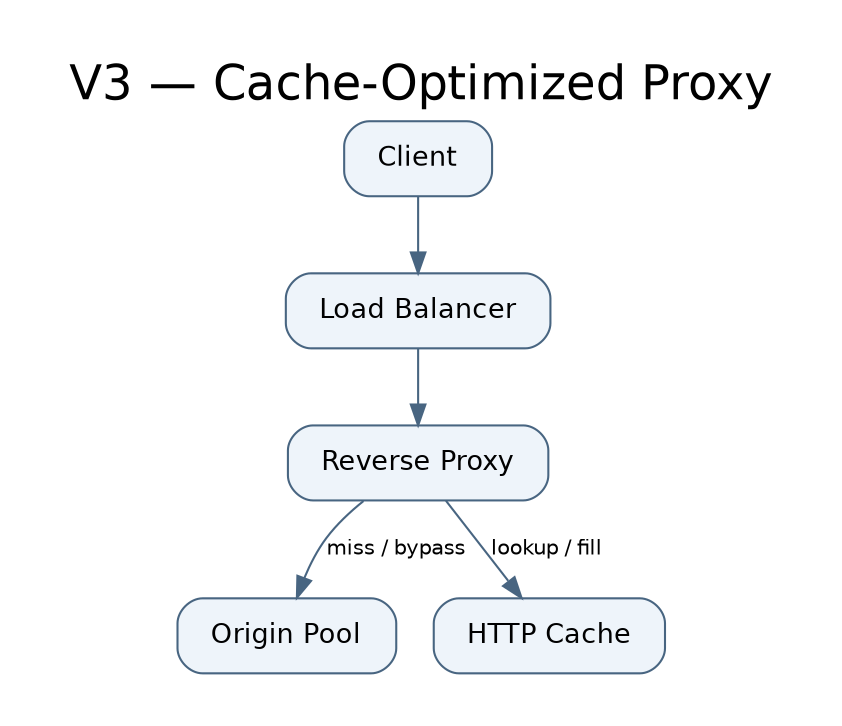 V3 — Cache-Optimized Proxy
Client
Load Balancer
Reverse Proxy
miss / bypass
lookup / fill
Origin Pool
HTTP Cache